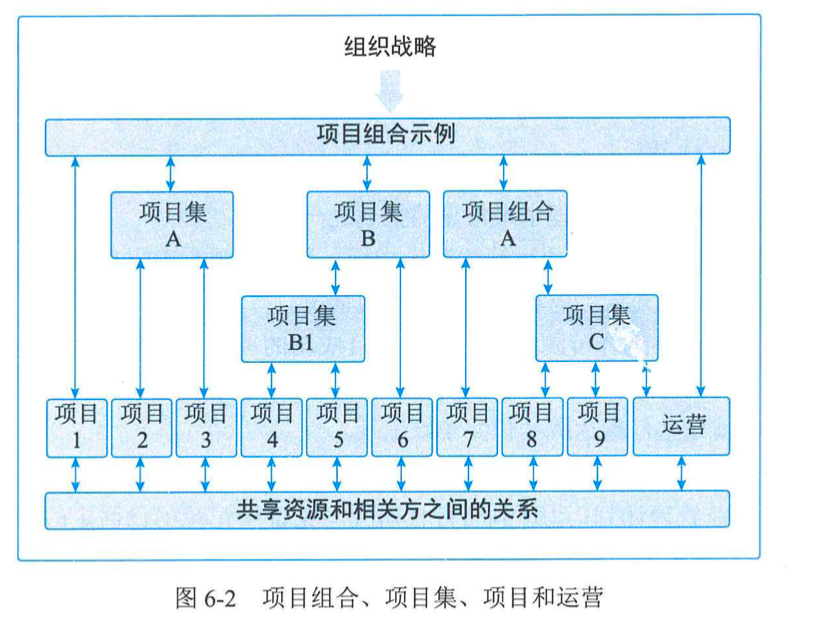 组织战略
项目组合示例
项目集
A
项目集
B
项目组合
A
项目集
B1
项目集
C
项目
1
项目
2
项目
3
项目
4
项目
5
项目
6
项目
7
项目
8
项目
9
运营
共享资源和相关方之间的关系
图 6-2 项目组合、项目集、项目和运营